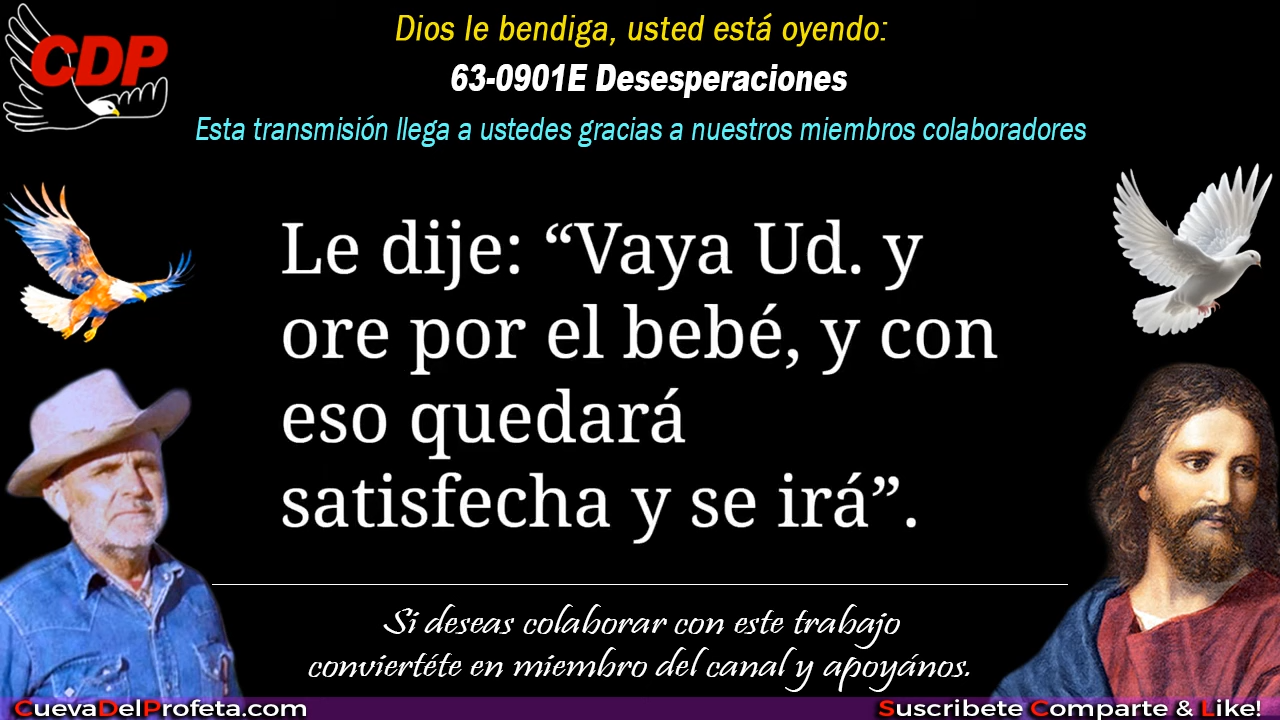 CDP
Dios le bendiga, usted está oyendo:
63-0901E Desesperaciones
Esta transmisión llega a ustedes gracias a nuestros miembros colaboradores
Le dije: “Vaya Ud. y
ore por el bebé, y con
eso quedará
satisfecha y se irá”.
Si deseas colaborar con este trabajo
conviertéte en miembro del canal y apoyános.
CuevaDelProfeta.com
Suscribete Comparte & Like!